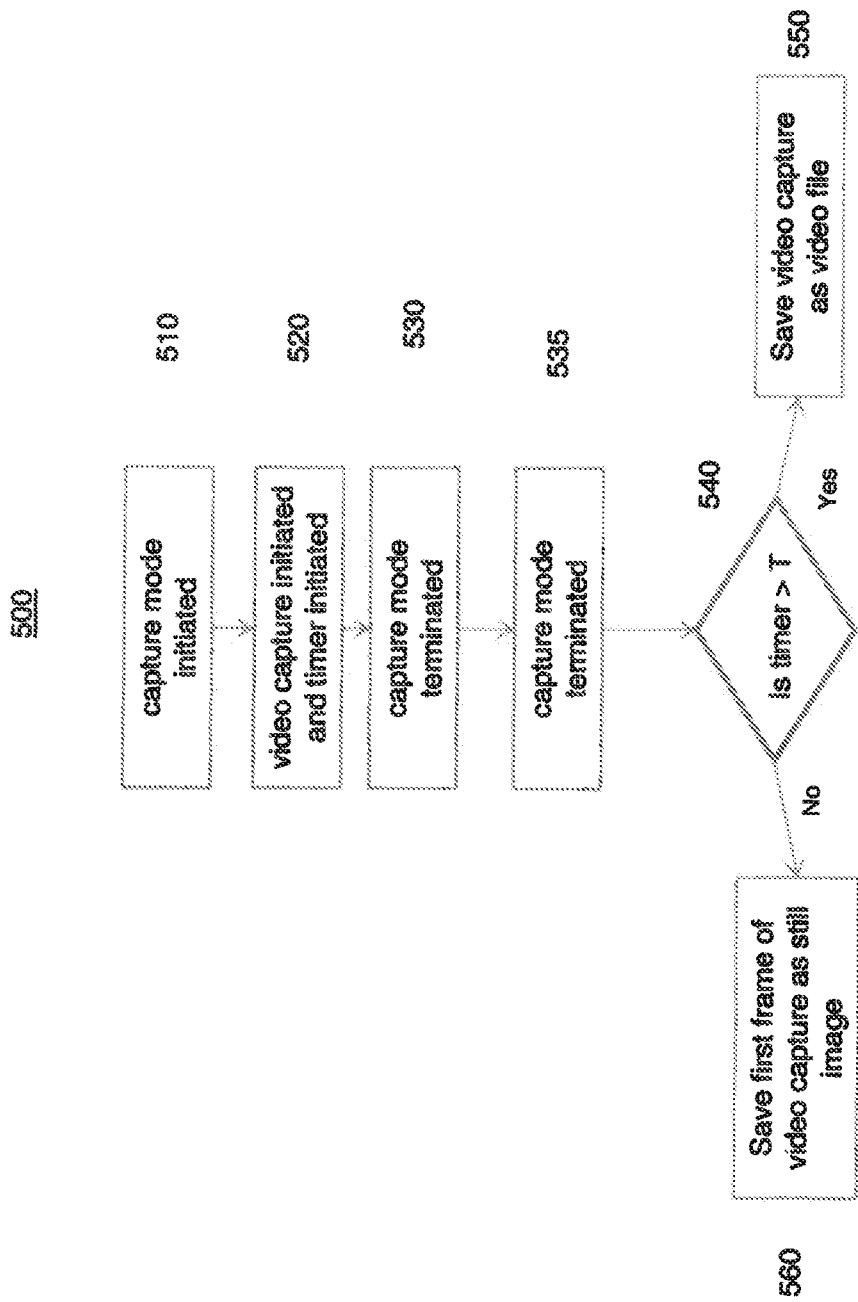 500
capture mode
initiated
510
video capture initiated
and timer initiated
520
capture mode
terminated
530
capture mode
terminated
535
Is timer > T
540
No
Yes
Save first frame of
video capture as still
image
560
Save video capture
as video file
550